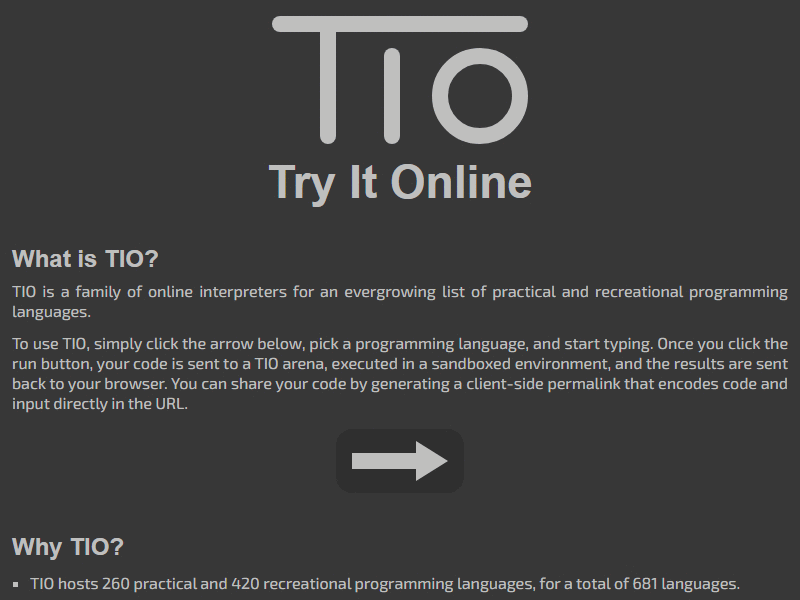 TIO
Try It Online
What is TIO?
TIO is a family of online interpreters for an evergrowing list of practical and recreational programming
languages.
To use TIO, simply click the arrow below, pick a programming language, and start typing. Once you click the
run button, your code is sent to a TIO arena, executed in a sandboxed environment, and the results are sent
back to your browser. You can share your code by generating a client-side permalink that encodes code and
input directly in the URL.
Why TIO?
▪ TIO hosts 260 practical and 420 recreational programming languages, for a total of 681 languages.